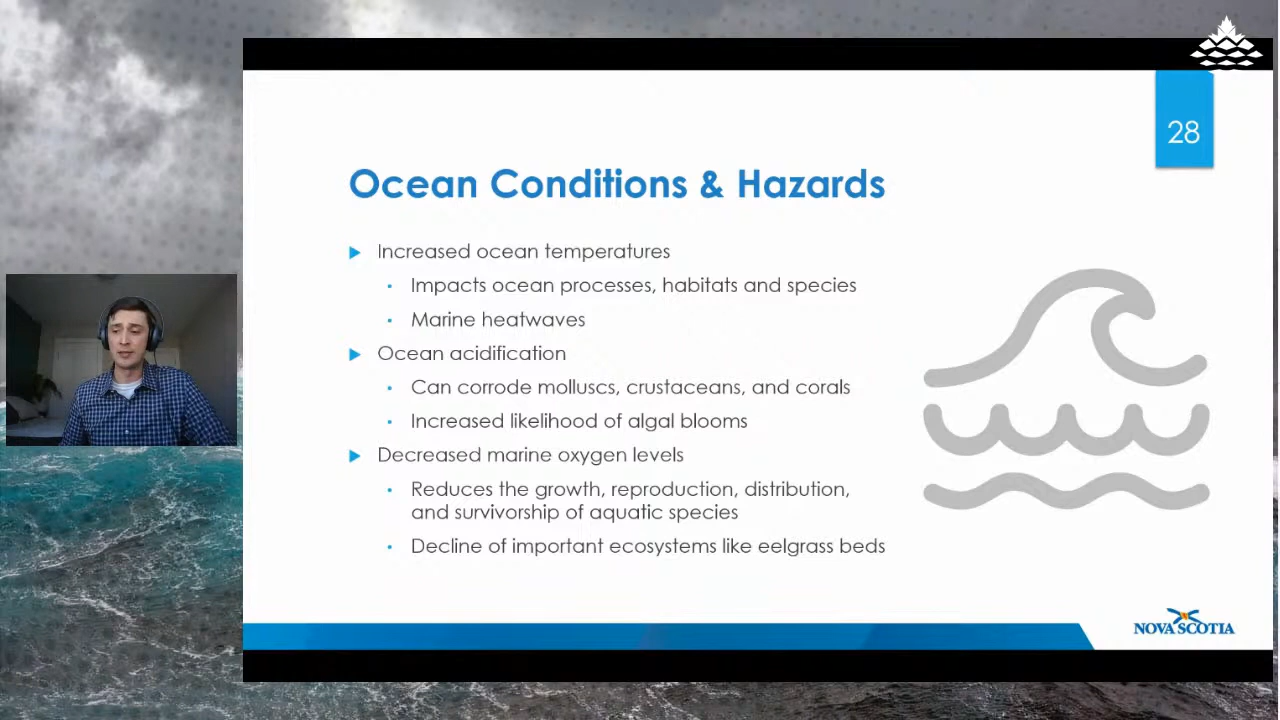 28
Ocean Conditions & Hazards
Increased ocean temperatures
Impacts ocean processes, habitats and species
Marine heatwaves
Ocean acidification
Can corrode molluscs, crustaceans, and corals
Increased likelihood of algal blooms
Decreased marine oxygen levels
Reduces the growth, reproduction, distribution,
and survivorship of aquatic species
Decline of important ecosystems like eelgrass beds
NOVA SCOTIA